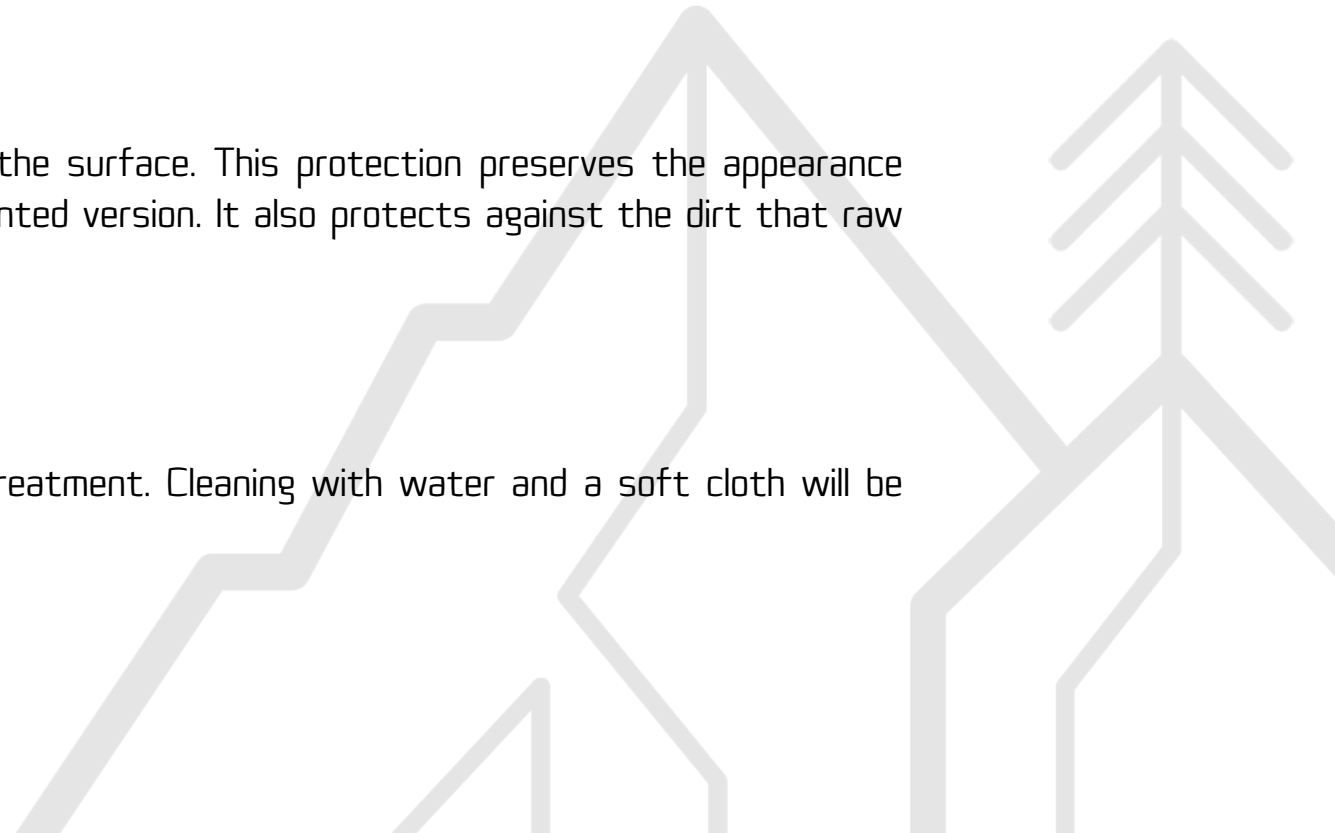 the surface. This protection preserves the appearance
nted version. It also protects against the dirt that raw
reatment. Cleaning with water and a soft cloth will be